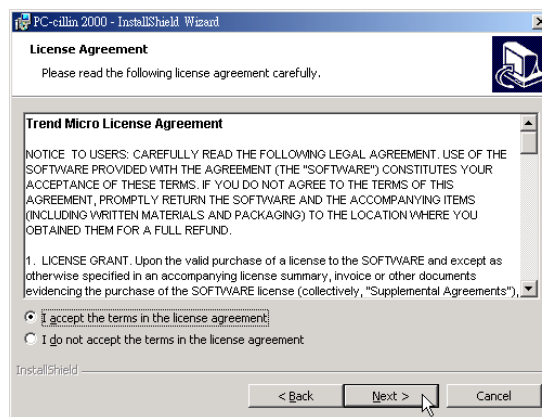 PC-cillin 2000 - InstallShield Wizard
License Agreement
Please read the following license agreement carefully.
Trend Micro License Agreement
NOTICE TO USERS: CAREFULLY READ THE FOLLOWING LEGAL AGREEMENT. USE OF THE
SOFTWARE PROVIDED WITH THE AGREEMENT (THE "SOFTWARE") CONSTITUTES YOUR
ACCEPTANCE OF THESE TERMS. IF YOU DO NOT AGREE TO THE TERMS OF THIS
AGREEMENT, PROMPTLY RETURN THE SOFTWARE AND THE ACCOMPANYING ITEMS
(INCLUDING WRITTEN MATERIALS AND PACKAGING) TO THE LOCATION WHERE YOU
OBTAINED THEM FOR A FULL REFUND.
1. LICENSE GRANT. Upon the valid purchase of a license to the SOFTWARE and except as
otherwise specified in an accompanying license summary, invoice or other documents
evidencing the purchase of the SOFTWARE license (collectively, "Supplemental Agreements"),
I accept the terms in the license agreement
I do not accept the terms in the license agreement
InstallShield
< Back
Next >
Cancel